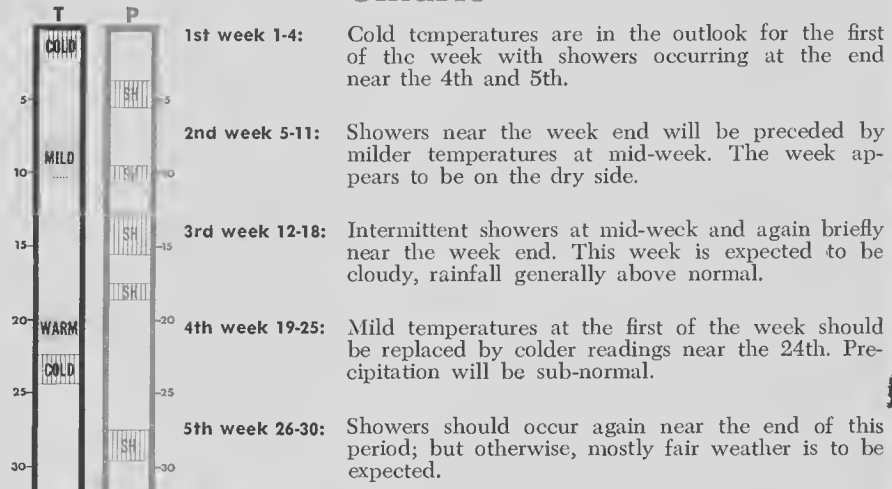 T P
COLD
SH
5 5
MILD
10 10
SH
15 15
SH
20 WARM 20
COLD
25 25
SH
30 30
1st week 1-4: Cold temperatures are in the outlook for the first
of the week with showers occurring at the end
near the 4th and 5th.
2nd week 5-11: Showers near the week end will be preceded by
milder temperatures at mid-week. The week ap-
pears to be on the dry side.
3rd week 12-18: Intermittent showers at mid-week and again briefly
near the week end. This week is expected to be
cloudy, rainfall generally above normal.
4th week 19-25: Mild temperatures at the first of the week should
be replaced by colder readings near the 24th. Pre-
cipitation will be sub-normal.
5th week 26-30: Showers should occur again near the end of this
period; but otherwise, mostly fair weather is to be
expected.